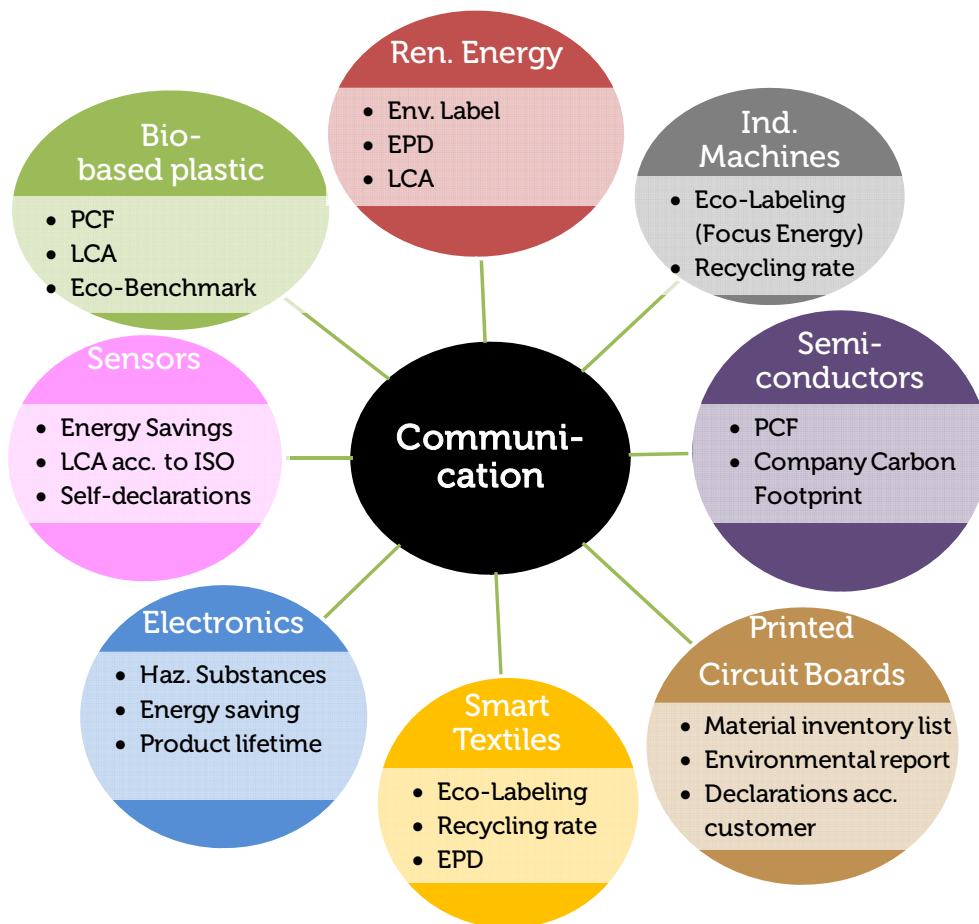 Ren. Energy
• Env. Label
• EPD
• LCA
Ind.
Machines
• Eco-Labeling
(Focus Energy)
• Recycling rate
Semi-
conductors
• PCF
• Company Carbon
Footprint
Printed
Circuit Boards
• Material inventory list
• Environmental report
• Declarations acc.
customer
Smart
Textiles
• Eco-Labeling
• Recycling rate
• EPD
Electronics
• Haz. Substances
• Energy saving
• Product lifetime
Sensors
• Energy Savings
• LCA acc. to ISO
• Self-declarations
Bio-
based plastic
• PCF
• LCA
• Eco-Benchmark
Communi-
cation